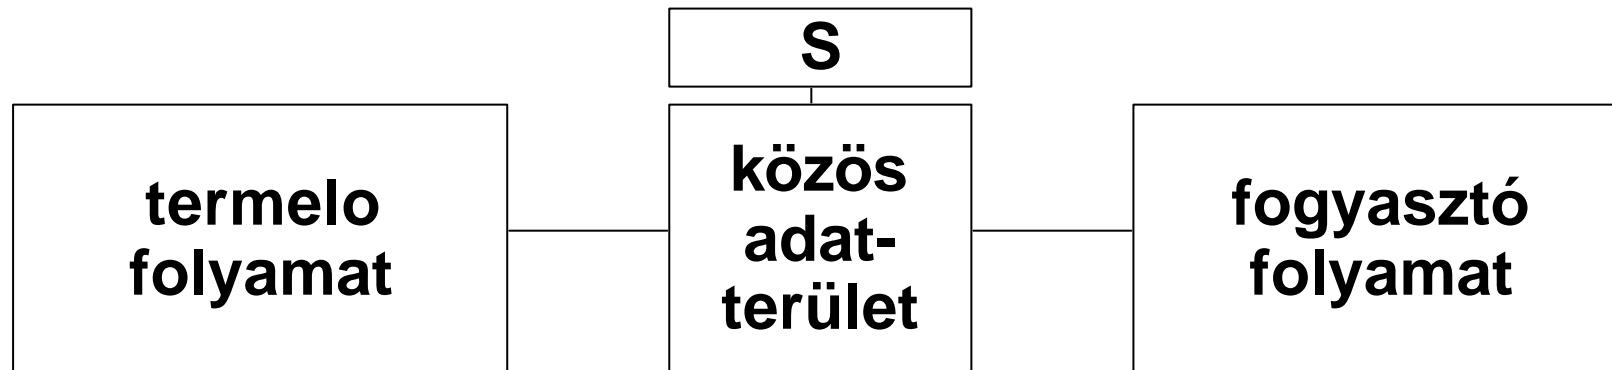 S
termelo
folyamat
közös
adat-
terület
fogyasztó
folyamat